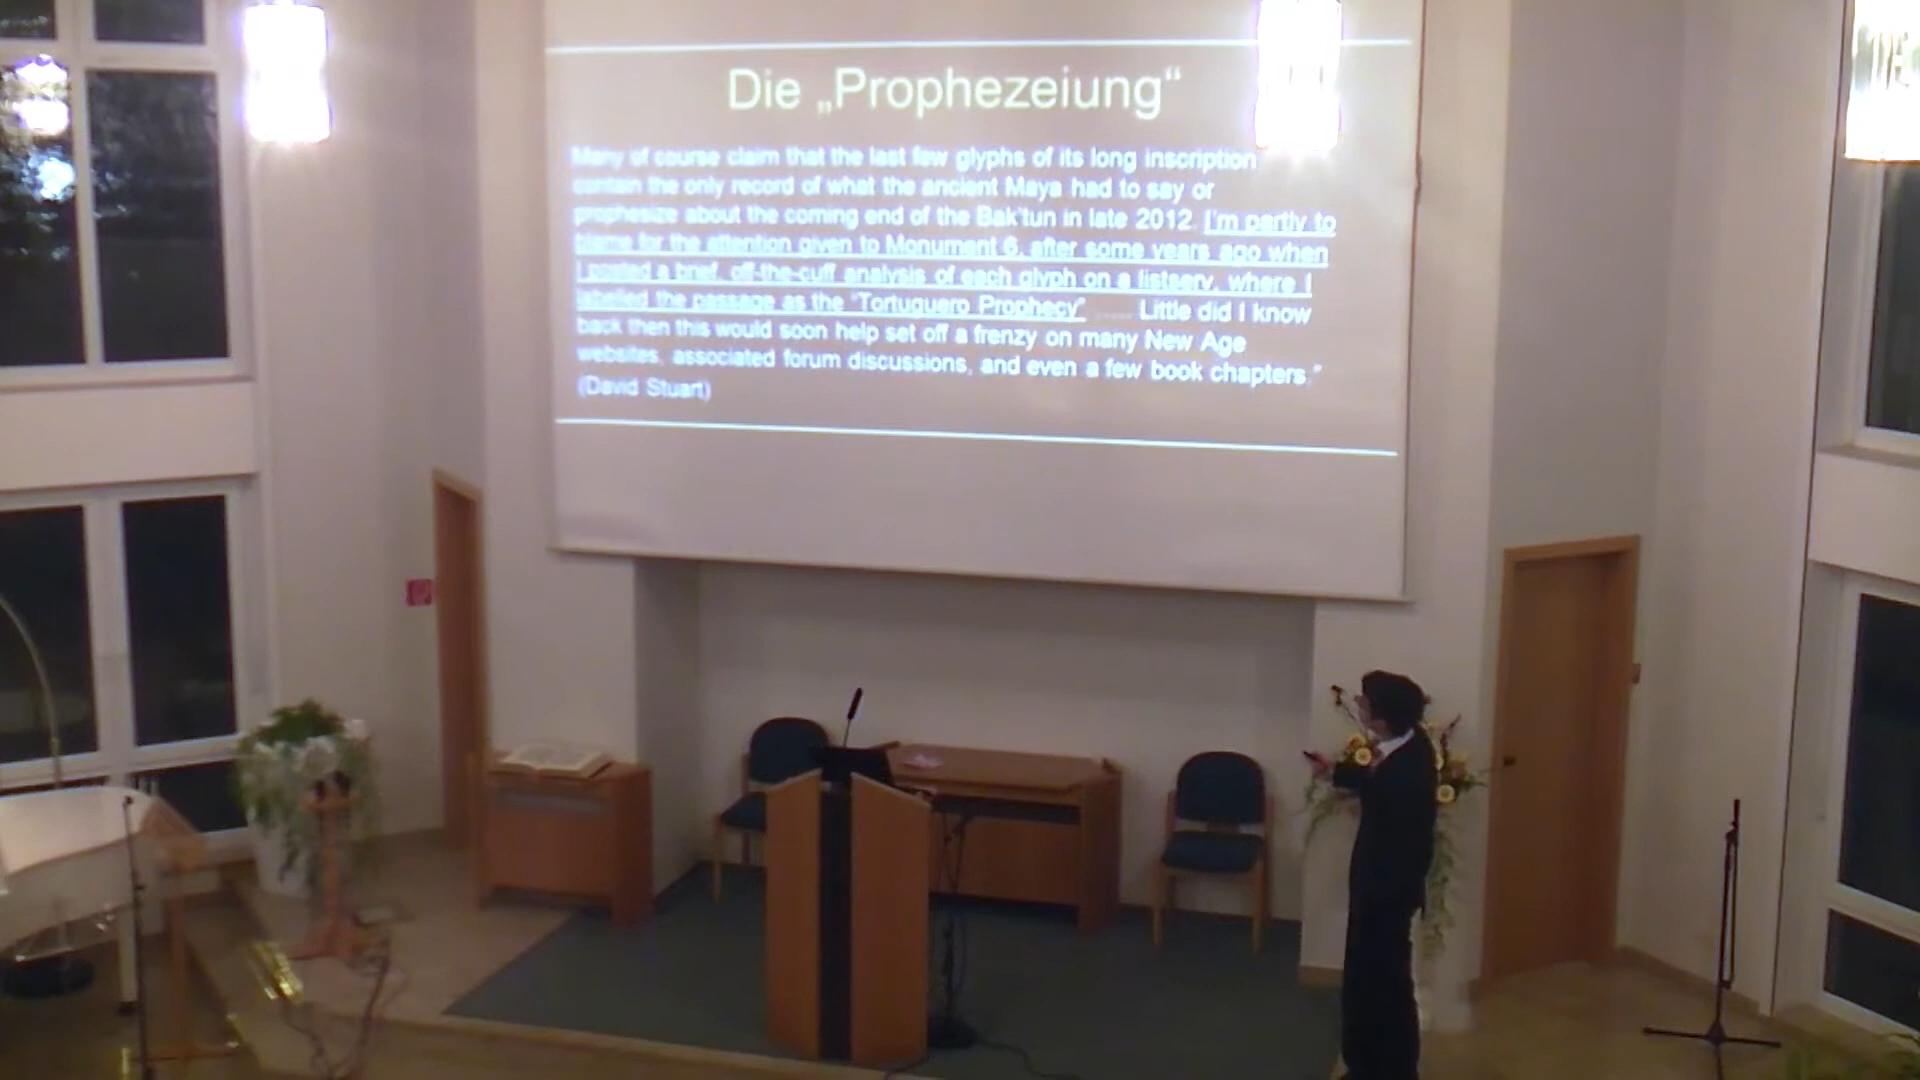 Die „Prophezeiung“
Many of course claim that the last few glyphs of its long inscription
contain the only record of what the ancient Maya had to say or
prophesize about the coming end of the Bak'tun in late 2012. I'm partly to
blame for the attention given to Monument 6, after some years ago when
I posted a brief, off-the-cuff analysis of each glyph on a listserv, where I
labelled the passage as the "Tortuguero Prophecy" ...... Little did I know
back then this would soon help set off a frenzy on many New Age
websites, associated forum discussions, and even a few book chapters."
(David Stuart)